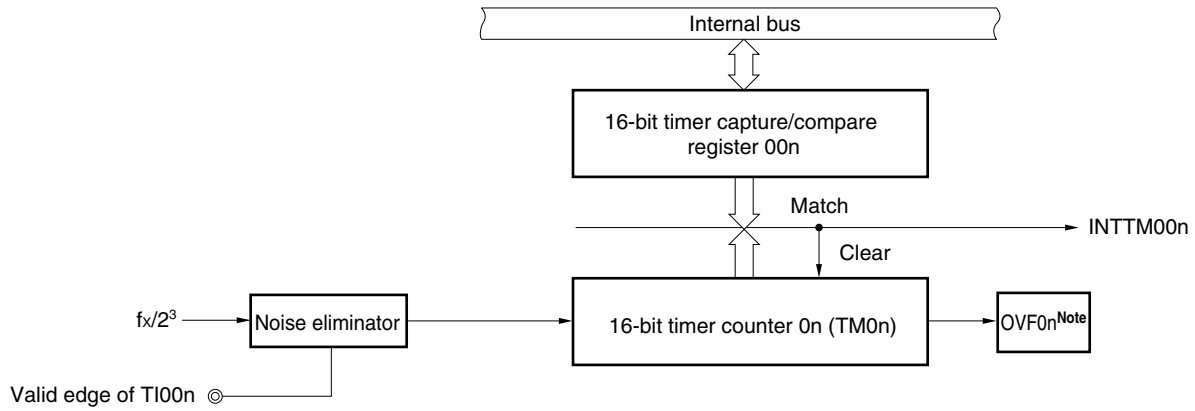 Internal bus
16-bit timer capture/compare
register 00n
Match
INTTM00n
Clear
fx/2³
Noise eliminator
16-bit timer counter 0n (TM0n)
OVF0nNote
Valid edge of TI00n